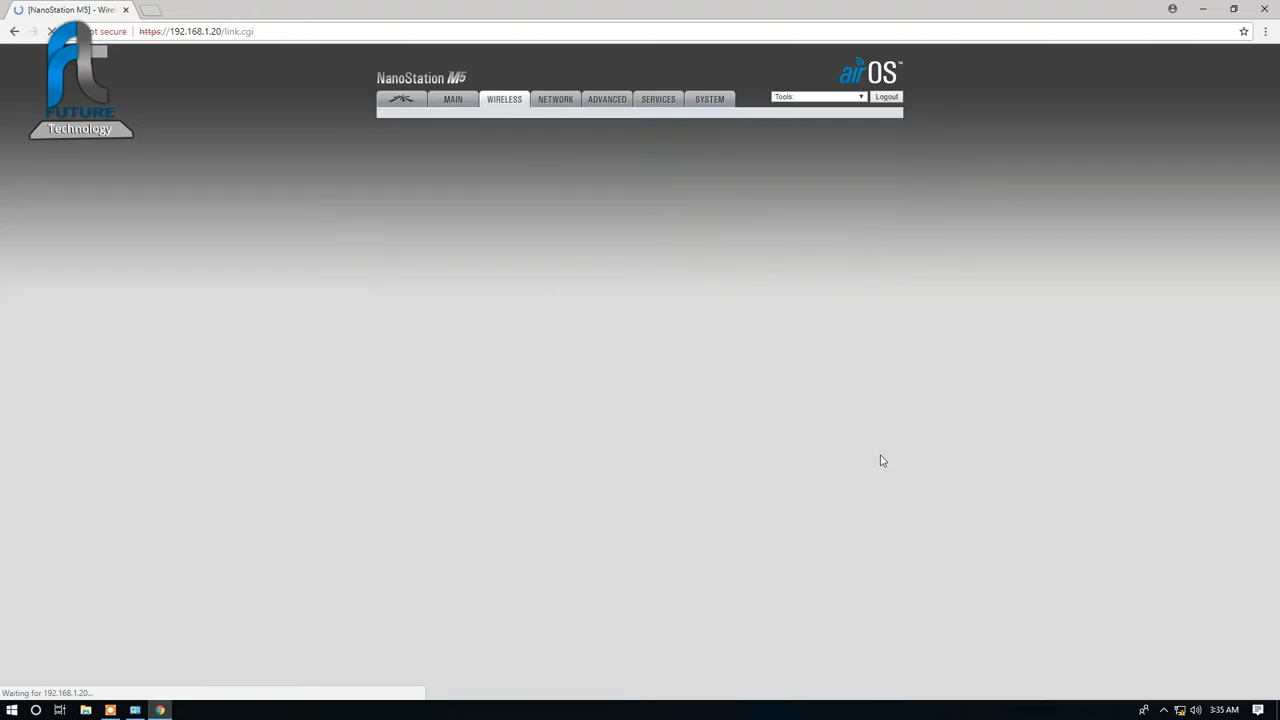 [NanoStation M5] - Wire
ot secure https://192.168.1.20/link.cgi
FUTURE
Technology
NanoStation M5
airOS™
MAIN WIRELESS NETWORK ADVANCED SERVICES SYSTEM Tools: Logout
Waiting for 192.168.1.20...
3:35 AM